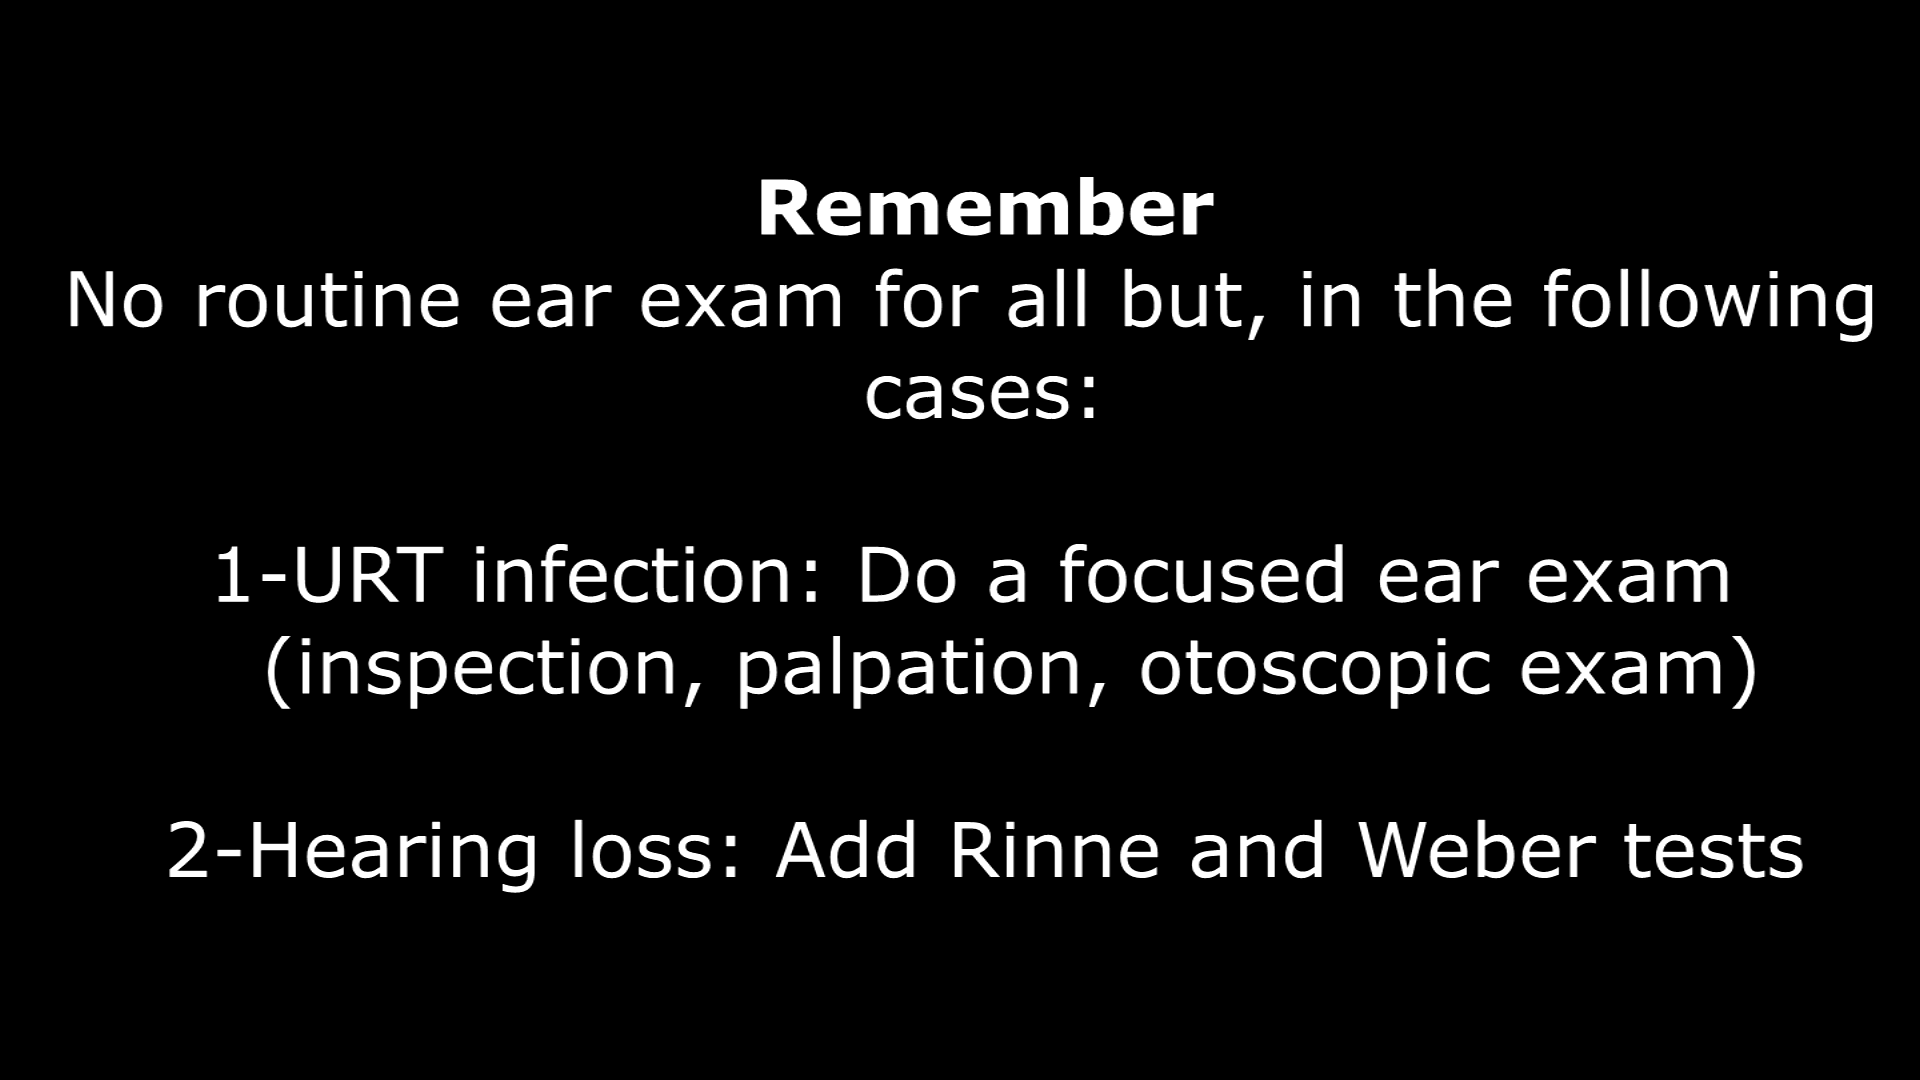 Remember
No routine ear exam for all but, in the following
cases:
1-URT infection: Do a focused ear exam
(inspection, palpation, otoscopic exam)
2-Hearing loss: Add Rinne and Weber tests